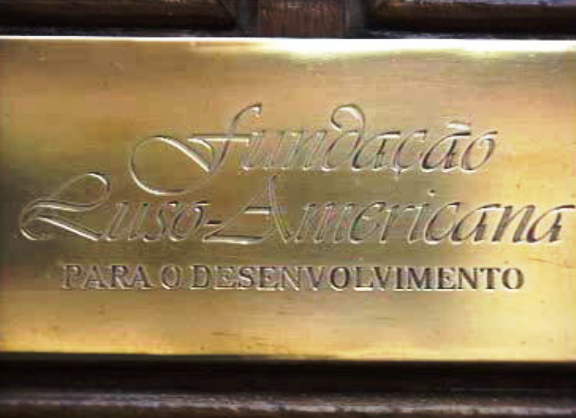 Fundação
Luso-Americana
PARA O DESENVOLVIMENTO